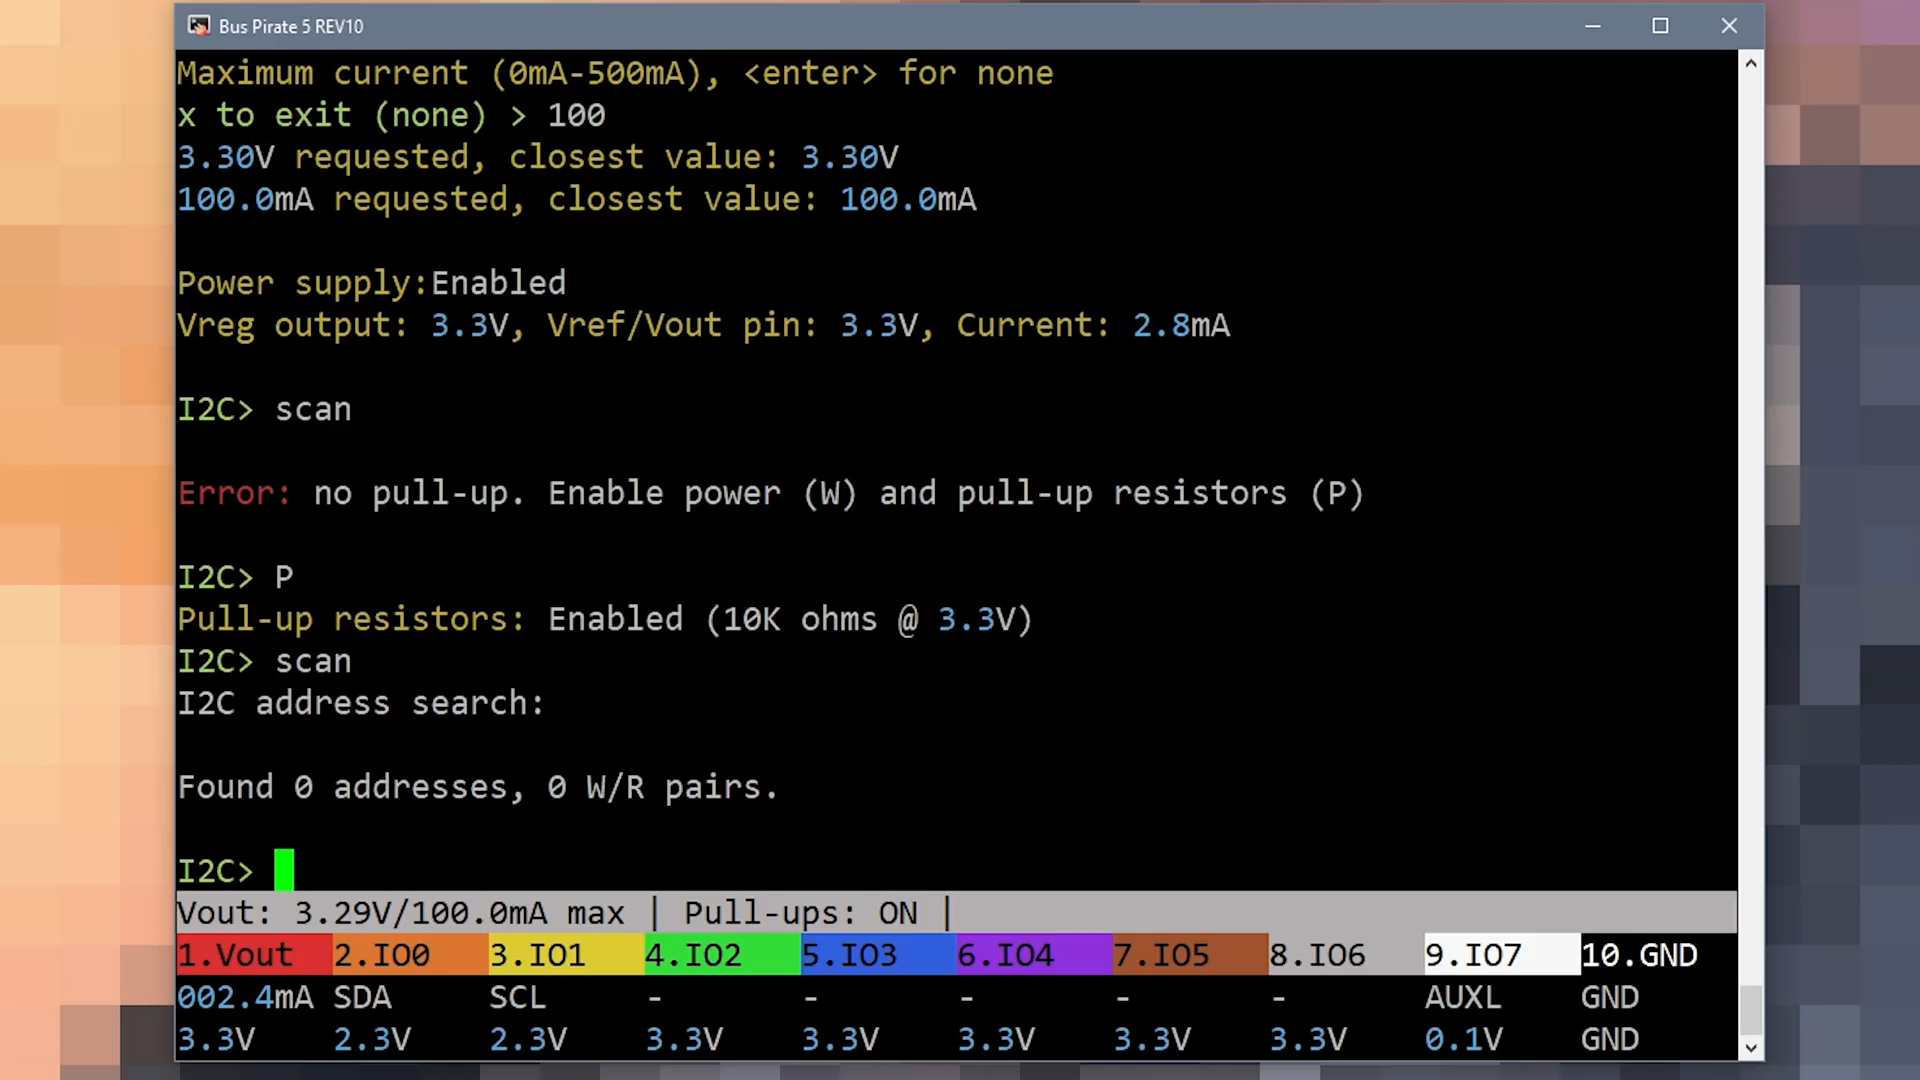 Bus Pirate 5 REV10
Maximum current (0mA-500mA), <enter> for none
x to exit (none) > 100
3.30V requested, closest value: 3.30V
100.0mA requested, closest value: 100.0mA
Power supply:Enabled
Vreg output: 3.3V, Vref/Vout pin: 3.3V, Current: 2.8mA
I2C> scan
Error: no pull-up. Enable power (W) and pull-up resistors (P)
I2C> P
Pull-up resistors: Enabled (10K ohms @ 3.3V)
I2C> scan
I2C address search:
Found 0 addresses, 0 W/R pairs.
I2C>
Vout: 3.29V/100.0mA max | Pull-ups: ON |
1.Vout 2.IO0 3.IO1 4.IO2 5.IO3 6.IO4 7.IO5 8.IO6 9.IO7 10.GND
002.4mA SDA SCL - - - - - AUXL GND
3.3V 2.3V 2.3V 3.3V 3.3V 3.3V 3.3V 3.3V 0.1V GND